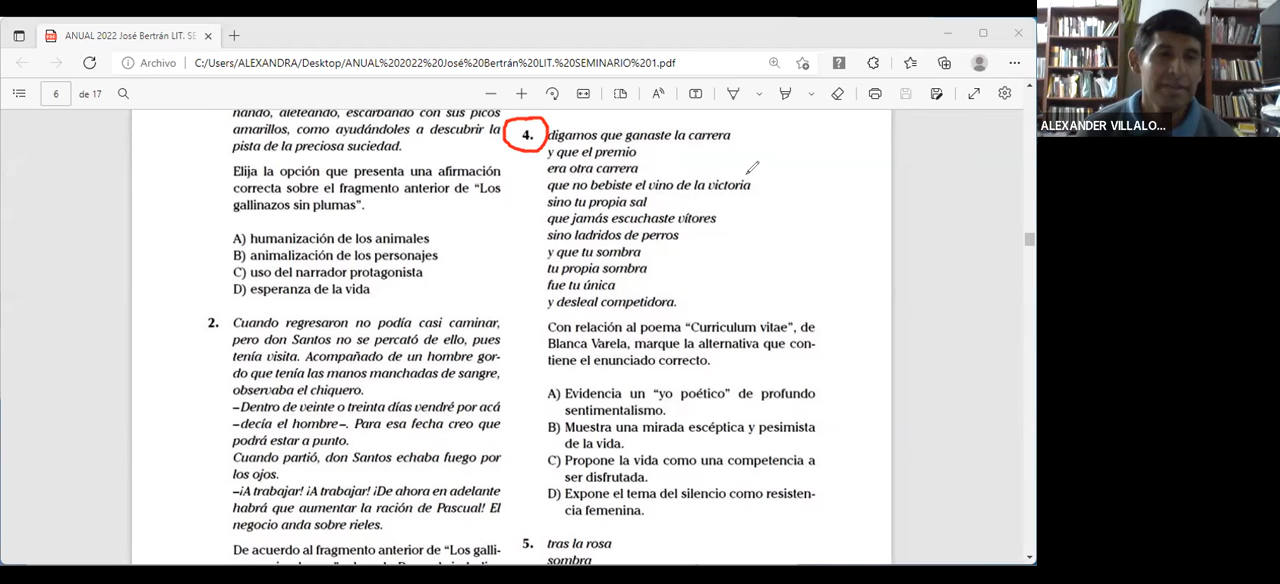 ANUAL 2022 José Bertrán LIT. SE
Archivo
C:/Users/ALEXANDRA/Desktop/ANUAL%202022%20José%20Bertrán%20LIT.%20SEMINARIO%201.pdf
6 de 17
nando, aleteando, escarbando con sus picos
amarillos, como ayudándoles a descubrir la
pista de la preciosa suciedad.
Elija la opción que presenta una afirmación
correcta sobre el fragmento anterior de “Los
gallinazos sin plumas”.
A) humanización de los animales
B) animalización de los personajes
C) uso del narrador protagonista
D) esperanza de la vida
2. Cuando regresaron no podía casi caminar,
pero don Santos no se percató de ello, pues
tenía visita. Acompañado de un hombre gor-
do que tenía las manos manchadas de sangre,
observaba el chiquero.
–Dentro de veinte o treinta días vendré por acá
–decía el hombre–. Para esa fecha creo que
podrá estar a punto.
Cuando partió, don Santos echaba fuego por
los ojos.
–¡A trabajar! ¡A trabajar! ¡De ahora en adelante
habrá que aumentar la ración de Pascual! El
negocio anda sobre rieles.
De acuerdo al fragmento anterior de “Los galli-
4. digamos que ganaste la carrera
y que el premio
era otra carrera
que no bebiste el vino de la victoria
sino tu propia sal
que jamás escuchaste vítores
sino ladridos de perros
y que tu sombra
tu propia sombra
fue tu única
y desleal competidora.
Con relación al poema “Curriculum vitae”, de
Blanca Varela, marque la alternativa que con-
tiene el enunciado correcto.
A) Evidencia un “yo poético” de profundo
sentimentalismo.
B) Muestra una mirada escéptica y pesimista
de la vida.
C) Propone la vida como una competencia a
ser disfrutada.
D) Expone el tema del silencio como resisten-
cia femenina.
5. tras la rosa
sombra
ALEXANDER VILLALO...